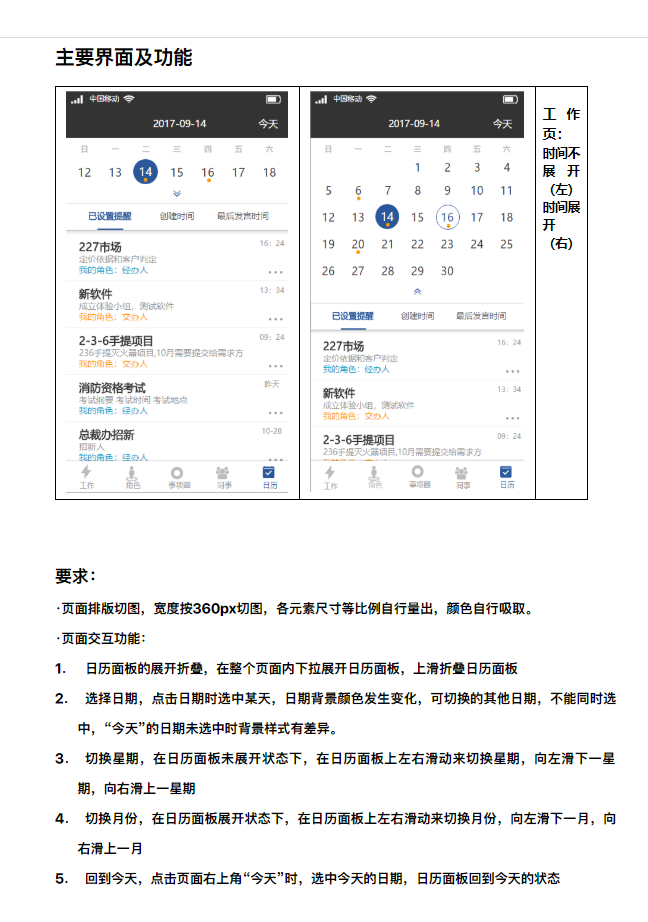 主要界面及功能
中国移动
2017-09-14 今天
日 一 二 三 四 五 六
12 13 14 15 16 17 18
已设置提醒 创建时间 最后发言时间
227市场 16:24
定价依据和客户判定
我的角色:经办人
新软件 13:34
成立体验小组,测试软件
我的角色:交办人
2-3-6手提项目 09:24
236手提灭火器项目,10月需要提交给需求方
我的角色:交办人
消防资格考试 昨天
考试纲要 考试时间 考试地点
我的角色:经办人
总裁办招新 10-28
招新人
我的角色:经办人
工作 角色 事项器 同事 日历
中国移动
2017-09-14 今天
日 一 二 三 四 五 六
1 2 3 4
5 6 7 8 9 10 11
12 13 14 15 16 17 18
19 20 21 22 23 24 25
26 27 28 29 30
已设置提醒 创建时间 最后发言时间
227市场 16:24
定价依据和客户判定
我的角色:经办人
新软件 13:34
成立体验小组,测试软件
我的角色:交办人
2-3-6手提项目 09:24
236手提灭火器项目,10月需要提交给需求方
工作 角色 事项器 同事 日历
工作
页:
时间不
展开
(左)
时间展
开
(右)
要求:
·页面排版切图,宽度按360px切图,各元素尺寸等比例自行量出,颜色自行吸取。
·页面交互功能:
1. 日历面板的展开折叠,在整个页面内下拉展开日历面板,上滑折叠日历面板
2. 选择日期,点击日期时选中某天,日期背景颜色发生变化,可切换的其他日期,不能同时选
中,“今天”的日期未选中时背景样式有差异。
3. 切换星期,在日历面板未展开状态下,在日历面板上左右滑动来切换星期,向左滑下一星
期,向右滑上一星期
4. 切换月份,在日历面板展开状态下,在日历面板上左右滑动来切换月份,向左滑下一月,向
右滑上一月
5. 回到今天,点击页面右上角“今天”时,选中今天的日期,日历面板回到今天的状态